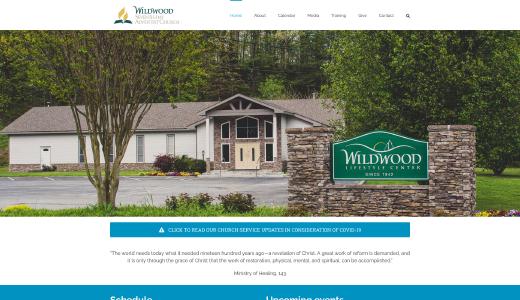 WILDWOOD
SEVENTH-DAY
ADVENTIST CHURCH
Home About Calendar Media Training Give Contact
WILDWOOD
LIFESTYLE CENTER
SINCE 1942
CLICK TO READ OUR CHURCH SERVICE UPDATES IN CONSIDERATION OF COVID-19
"The world needs today what it needed nineteen hundred years ago – a revelation of Christ. A great work of reform is demanded, and
it is only through the grace of Christ that the work of restoration, physical, mental, and spiritual, can be accomplished."
Ministry of Healing, 143
Schedule Upcoming events